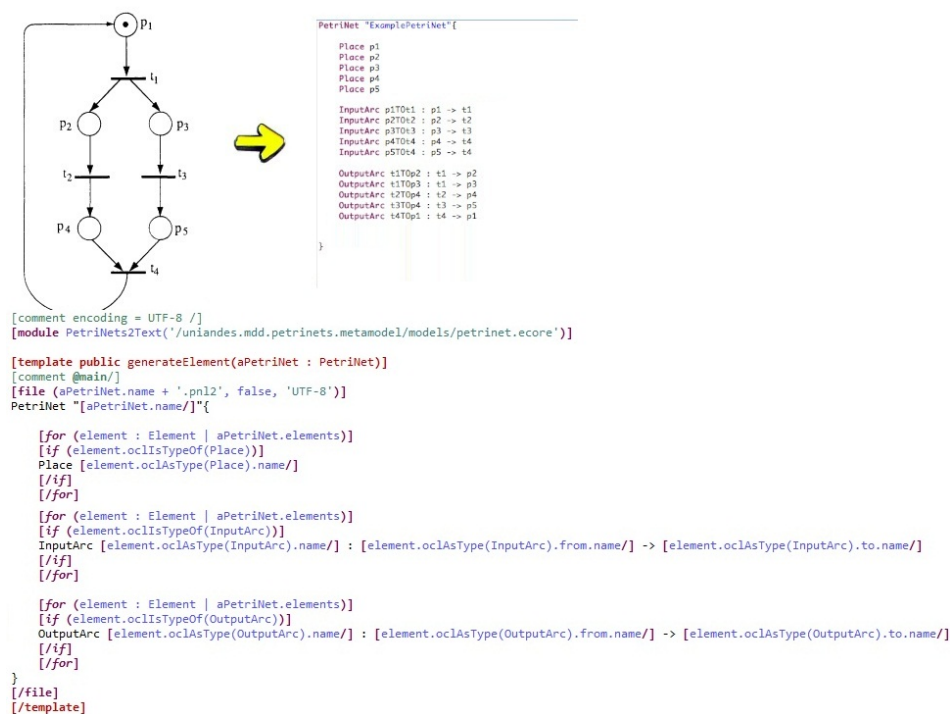 p1
t1
p2
p3
t2
t3
p4
p5
t4
PetriNet "ExamplePetriNet"{
Place p1
Place p2
Place p3
Place p4
Place p5
InputArc p1TOt1 : p1 -> t1
InputArc p2TOt2 : p2 -> t2
InputArc p3TOt3 : p3 -> t3
InputArc p4TOt4 : p4 -> t4
InputArc p5TOt4 : p5 -> t4
OutputArc t1TOp2 : t1 -> p2
OutputArc t1TOp3 : t1 -> p3
OutputArc t2TOp4 : t2 -> p4
OutputArc t3TOp4 : t3 -> p5
OutputArc t4TOp1 : t4 -> p1
}
[comment encoding = UTF-8 /]
[module PetriNets2Text('/uniandes.mdd.petrinets.metamodel/models/petrinet.ecore')]
[template public generateElement(aPetriNet : PetriNet)]
[comment @main/]
[file (aPetriNet.name + '.pnl2', false, 'UTF-8')]
PetriNet "[aPetriNet.name/]"{
[for (element : Element | aPetriNet.elements)]
[if (element.oclIsTypeOf(Place))]
Place [element.oclAsType(Place).name/]
[/if]
[/for]
[for (element : Element | aPetriNet.elements)]
[if (element.oclIsTypeOf(InputArc))]
InputArc [element.oclAsType(InputArc).name/] : [element.oclAsType(InputArc).from.name/] -> [element.oclAsType(InputArc).to.name/]
[/if]
[/for]
[for (element : Element | aPetriNet.elements)]
[if (element.oclIsTypeOf(OutputArc))]
OutputArc [element.oclAsType(OutputArc).name/] : [element.oclAsType(OutputArc).from.name/] -> [element.oclAsType(OutputArc).to.name/]
[/if]
[/for]
}
[/file]
[/template]